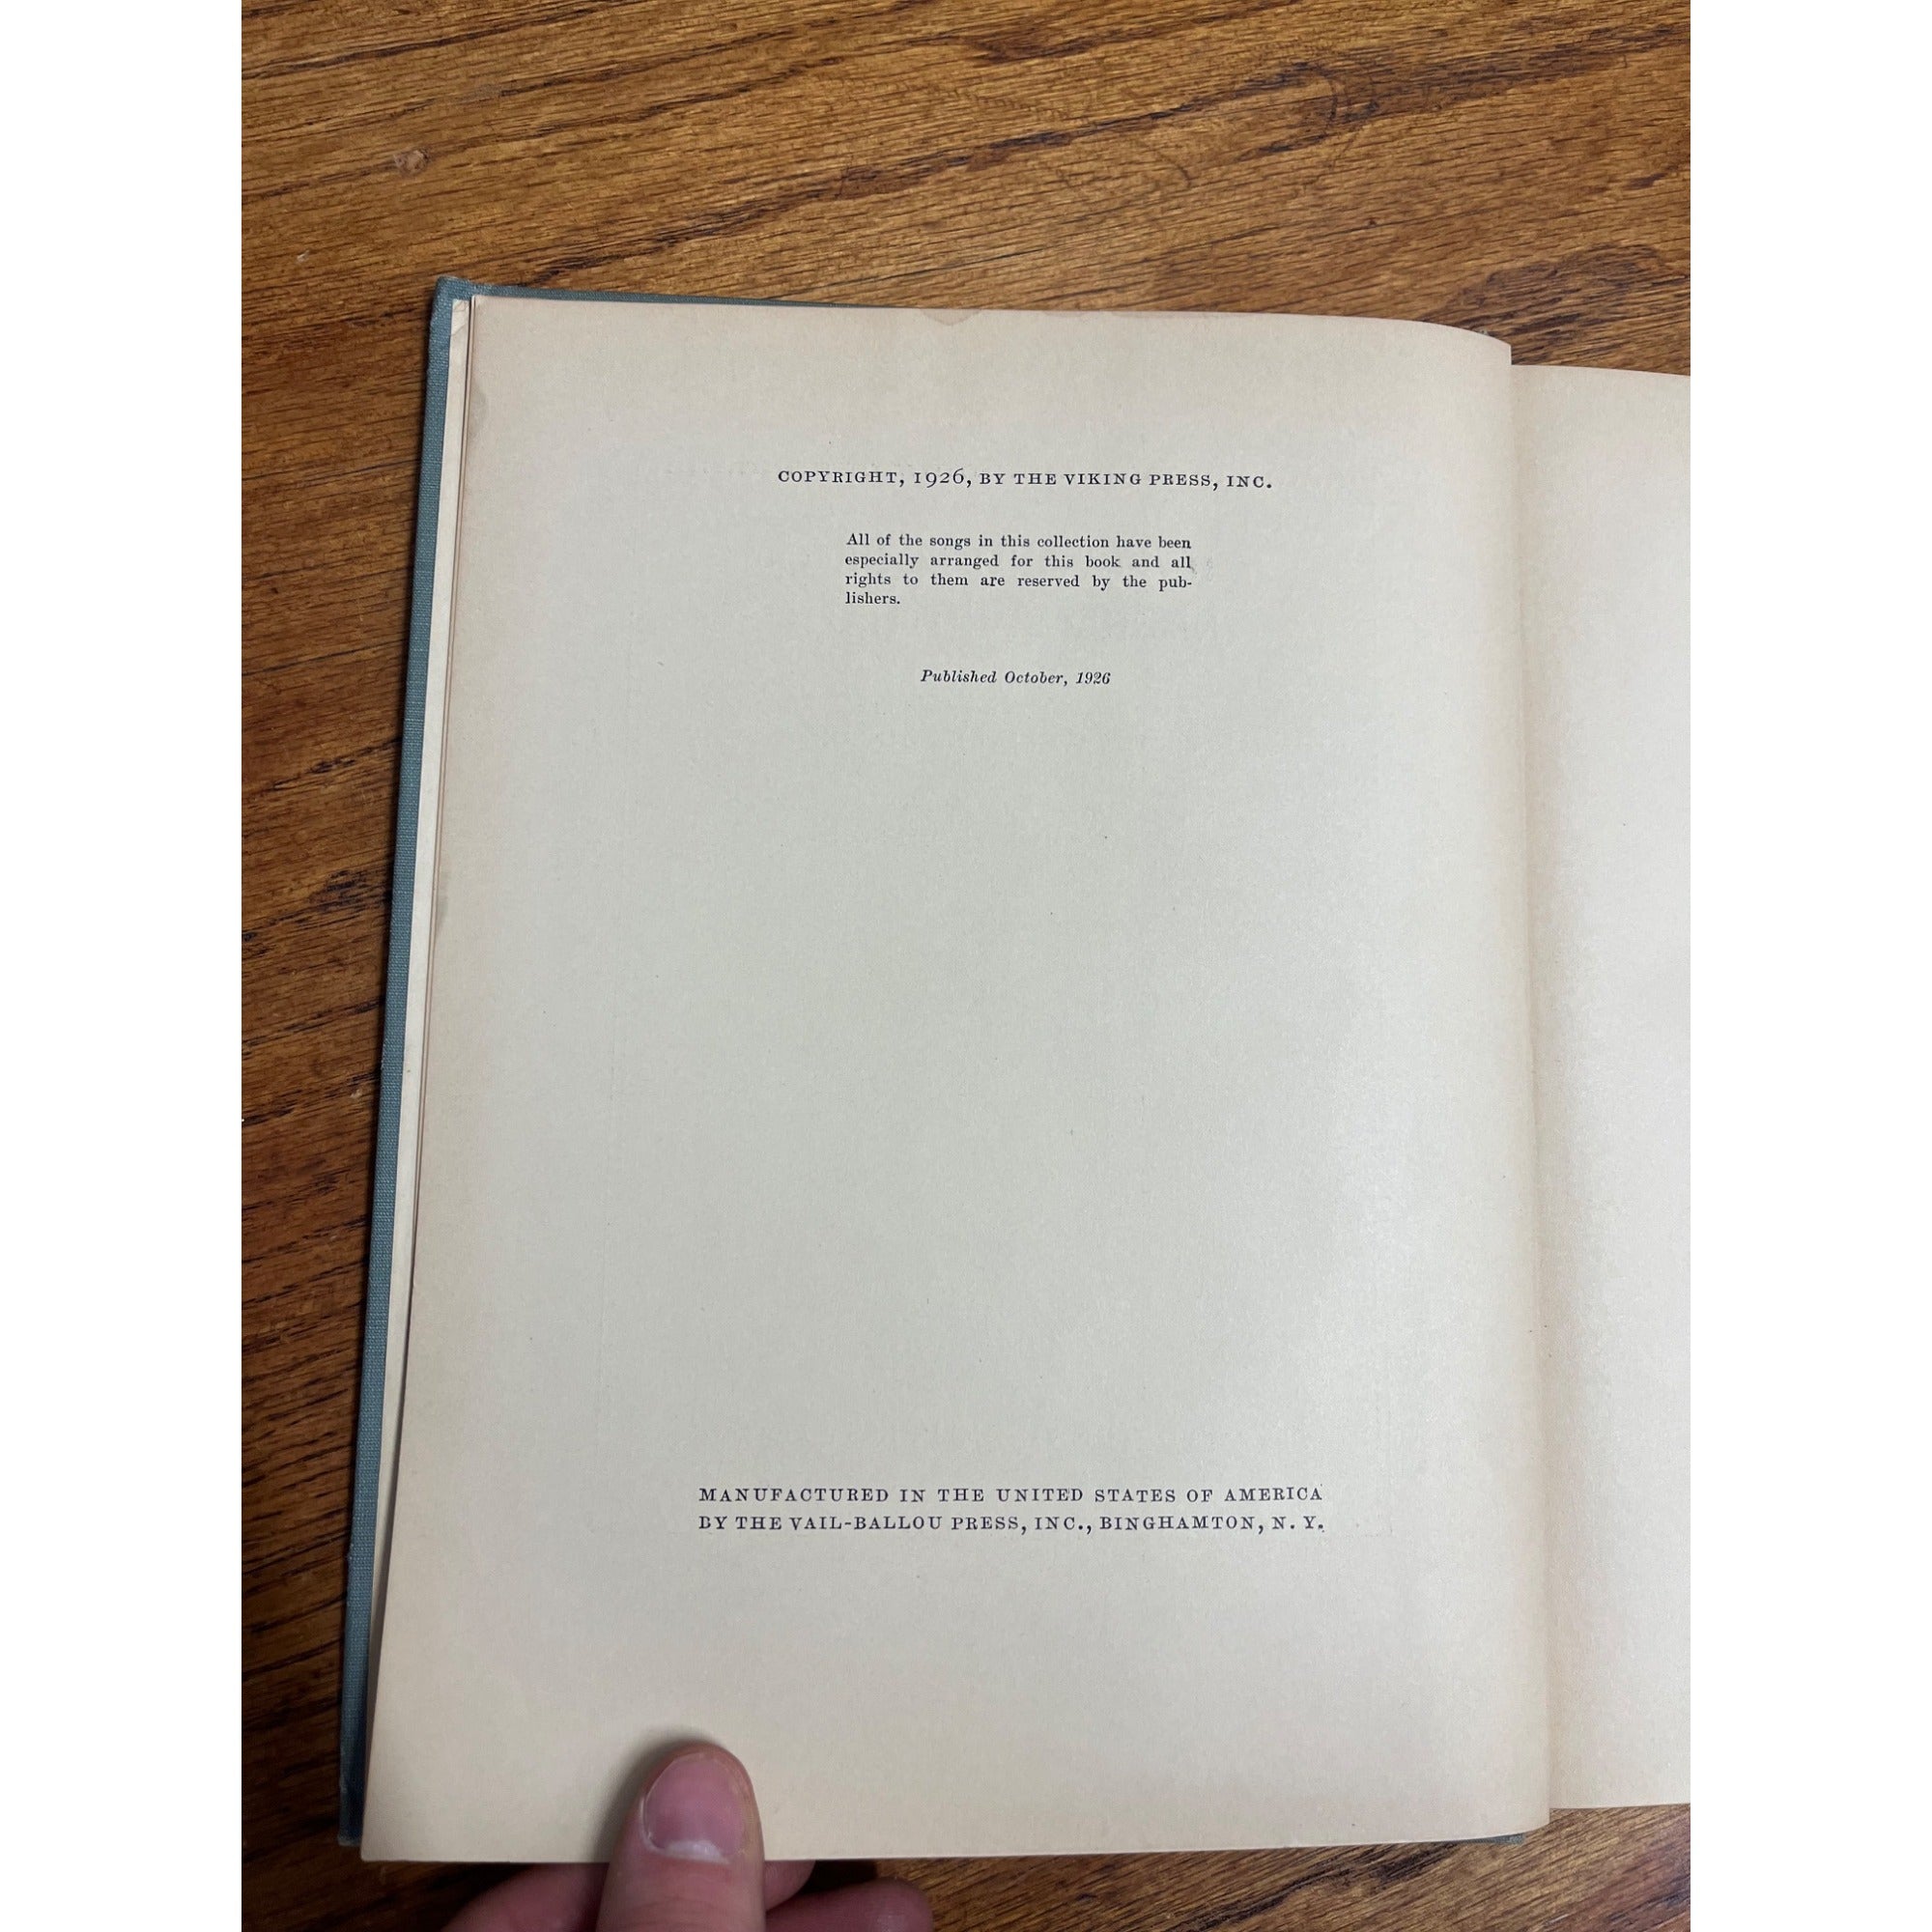 COPYRIGHT, 1926, BY THE VIKING PRESS, INC.
All of the songs in this collection have been
especially arranged for this book and all
rights to them are reserved by the pub-
lishers.
Published October, 1926
MANUFACTURED IN THE UNITED STATES OF AMERICA
BY THE VAIL-BALLOU PRESS, INC., BINGHAMTON, N. Y.